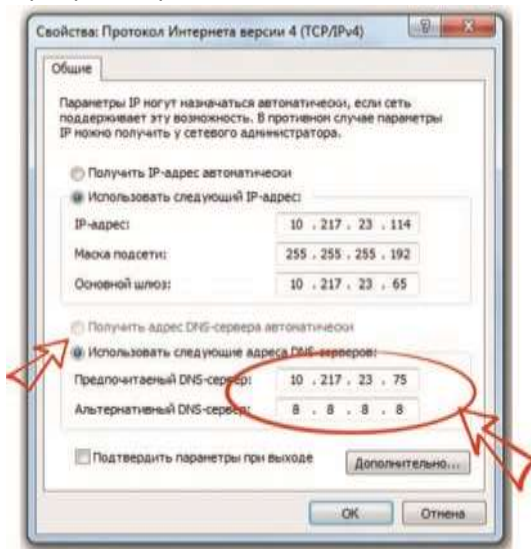 Свойства: Протокол Интернета версии 4 (TCP/IPv4)
Общие
Параметры IP могут назначаться автоматически, если сеть
поддерживает эту возможность. В противном случае параметры
IP можно получить у сетевого администратора.
Получить IP-адрес автоматически
Использовать следующий IP-адрес:
IP-адрес: 10 . 217 . 23 . 114
Маска подсети: 255 . 255 . 255 . 192
Основной шлюз: 10 . 217 . 23 . 65
Получить адрес DNS-сервера автоматически
Использовать следующие адреса DNS-серверов:
Предпочитаемый DNS-сервер: 10 . 217 . 23 . 75
Альтернативный DNS-сервер: 8 . 8 . 8 . 8
Подтвердить параметры при выходе
Дополнительно...
ОК Отмена